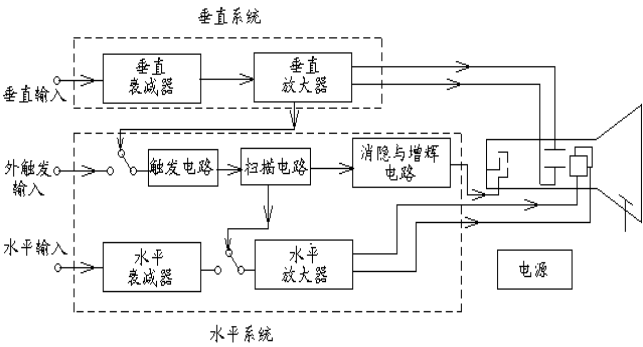 垂直系统
垂直
衰减器
垂直
放大器
垂直输入
外触发
输入
触发电路
扫描电路
消隐与增辉
电路
水平输入
水平
衰减器
水平
放大器
电源
水平系统